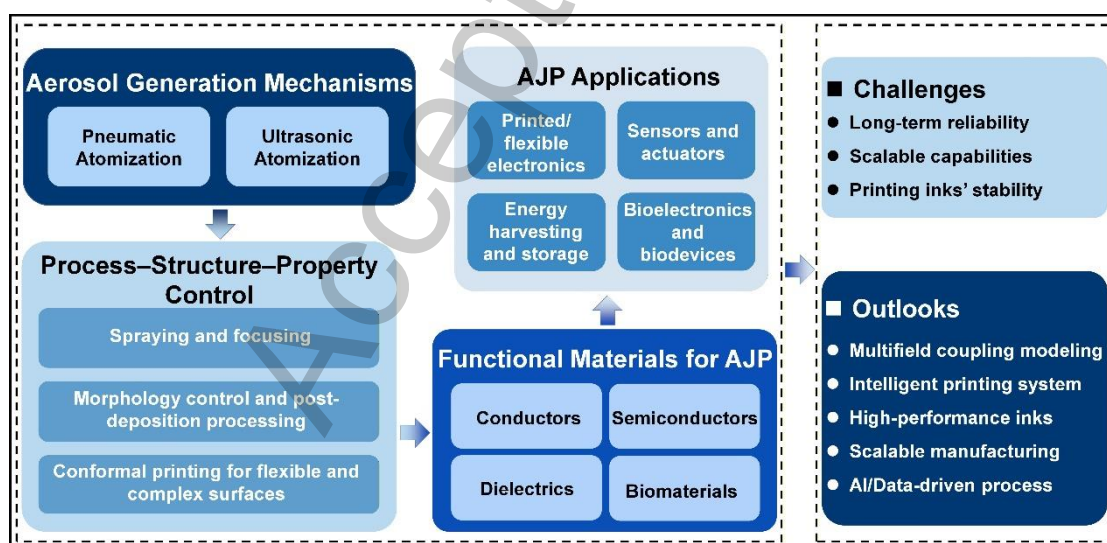 Aerosol Generation Mechanisms
Pneumatic
Atomization
Ultrasonic
Atomization
Process–Structure–Property
Control
Spraying and focusing
Morphology control and post-
deposition processing
Conformal printing for flexible and
complex surfaces
Functional Materials for AJP
Conductors
Semiconductors
Dielectrics
Biomaterials
AJP Applications
Printed/
flexible
electronics
Sensors and
actuators
Energy
harvesting
and storage
Bioelectronics
and
biodevices
■ Challenges
● Long-term reliability
● Scalable capabilities
● Printing inks’ stability
■ Outlooks
● Multifield coupling modeling
● Intelligent printing system
● High-performance inks
● Scalable manufacturing
● AI/Data-driven process
Accept